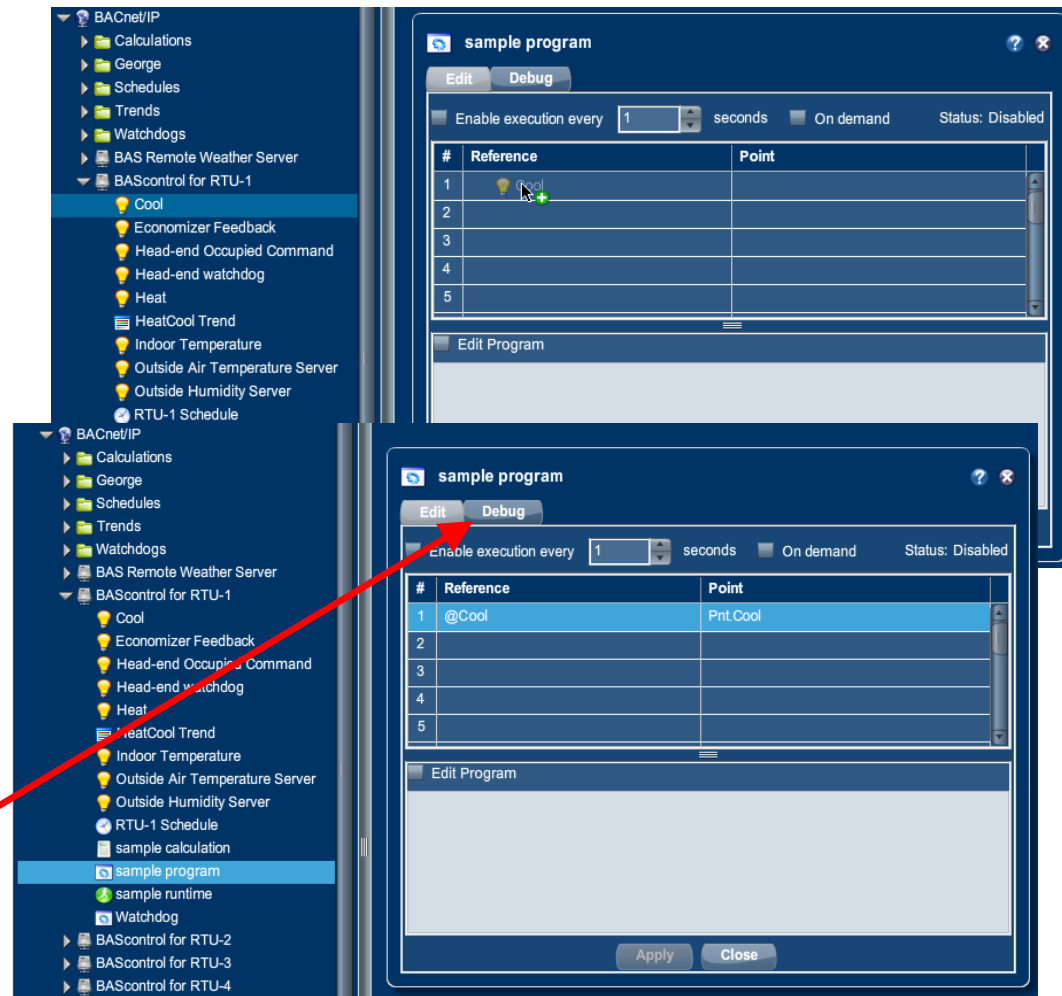 BACnet/IP
Calculations
George
Schedules
Trends
Watchdogs
BAS Remote Weather Server
BAScontrol for RTU-1
Cool
Economizer Feedback
Head-end Occupied Command
Head-end watchdog
Heat
HeatCool Trend
Indoor Temperature
Outside Air Temperature Server
Outside Humidity Server
RTU-1 Schedule
sample program
Edit Debug
Enable execution every 1 seconds On demand Status: Disabled
# Reference Point
1 Cool
2
3
4
5
Edit Program
BACnet/IP
Calculations
George
Schedules
Trends
Watchdogs
BAS Remote Weather Server
BAScontrol for RTU-1
Cool
Economizer Feedback
Head-end Occupied Command
Head-end watchdog
Heat
HeatCool Trend
Indoor Temperature
Outside Air Temperature Server
Outside Humidity Server
RTU-1 Schedule
sample calculation
sample program
sample runtime
Watchdog
BAScontrol for RTU-2
BAScontrol for RTU-3
BAScontrol for RTU-4
sample program
Edit Debug
Enable execution every 1 seconds On demand Status: Disabled
# Reference Point
1 @Cool Pnt.Cool
2
3
4
5
Edit Program
Apply Close